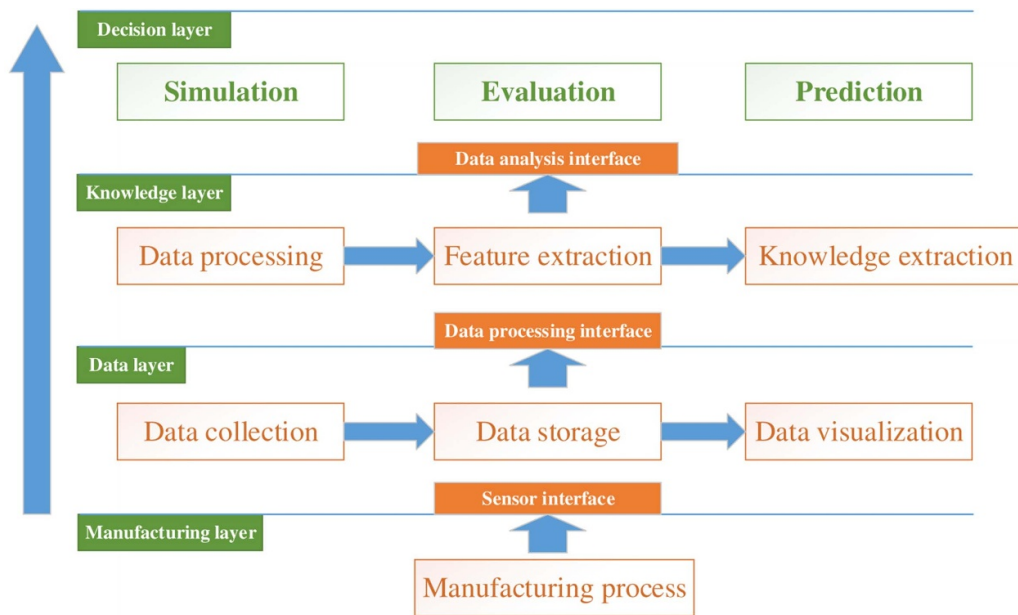 Decision layer
Simulation
Evaluation
Prediction
Data analysis interface
Knowledge layer
Data processing
Feature extraction
Knowledge extraction
Data processing interface
Data layer
Data collection
Data storage
Data visualization
Sensor interface
Manufacturing layer
Manufacturing process